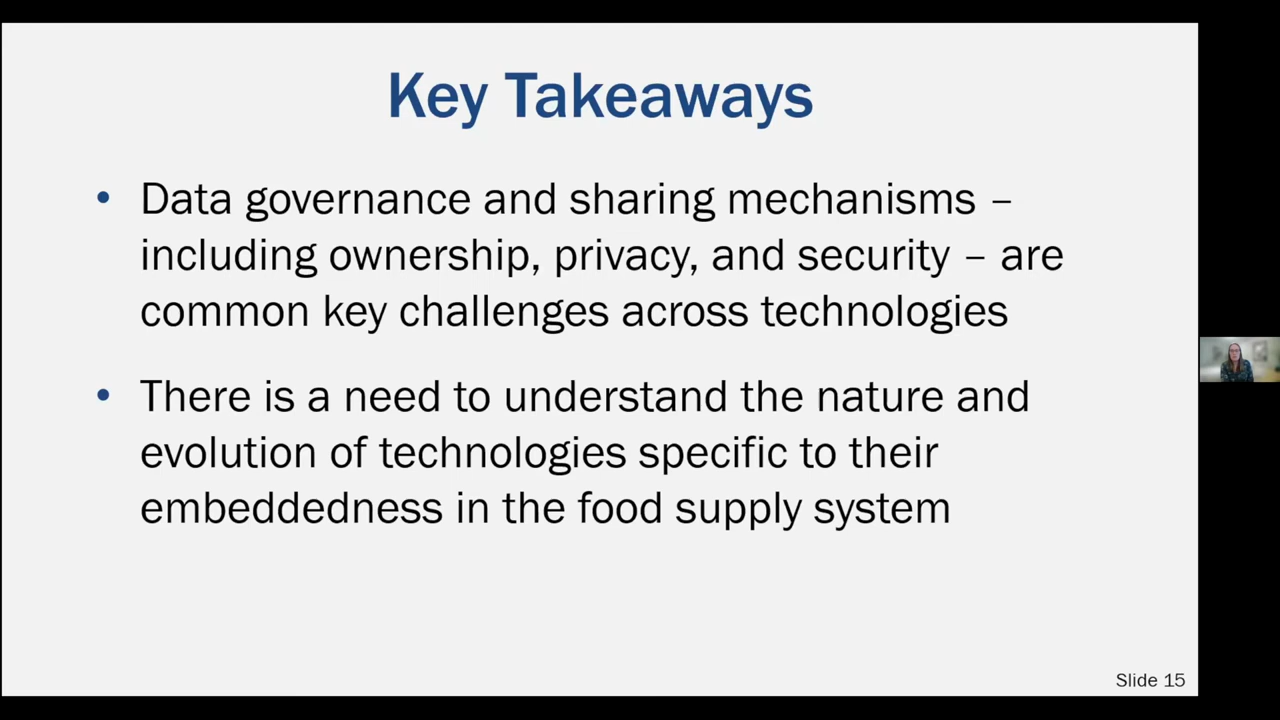 Key Takeaways
• Data governance and sharing mechanisms –
including ownership, privacy, and security – are
common key challenges across technologies
• There is a need to understand the nature and
evolution of technologies specific to their
embeddedness in the food supply system
Slide 15